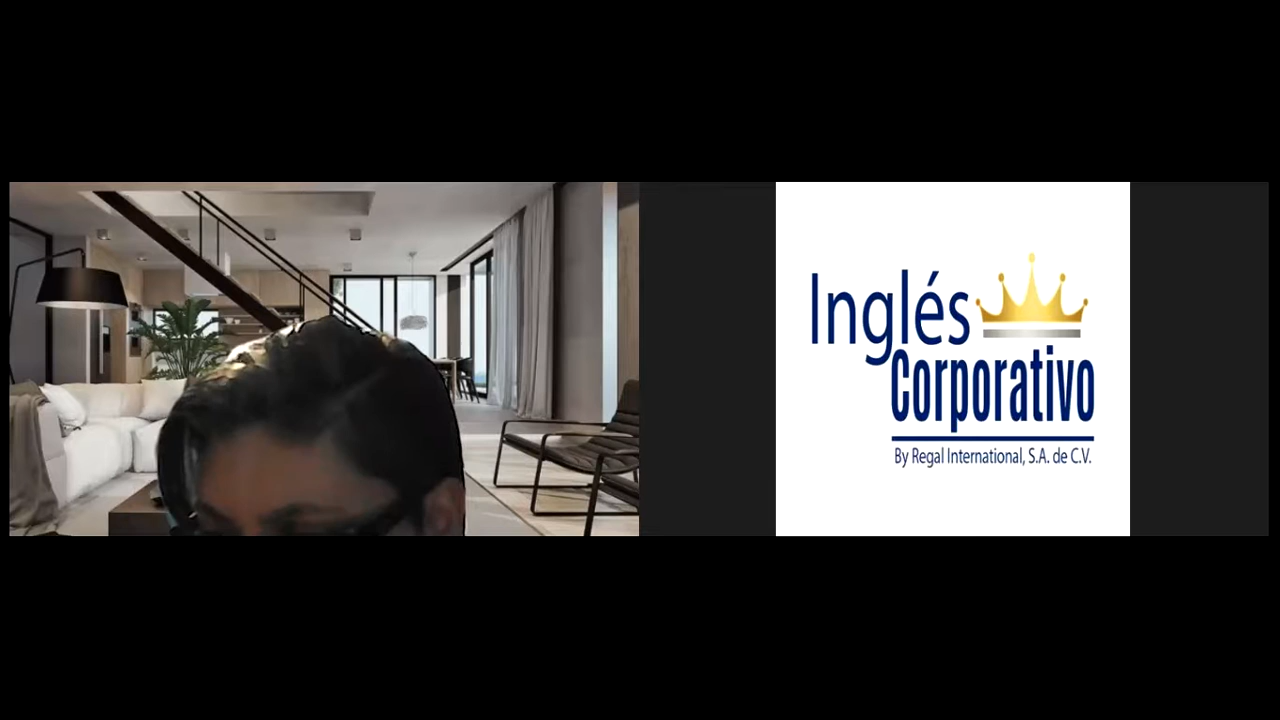 Inglés
Corporativo
By Regal International, S.A. de C.V.